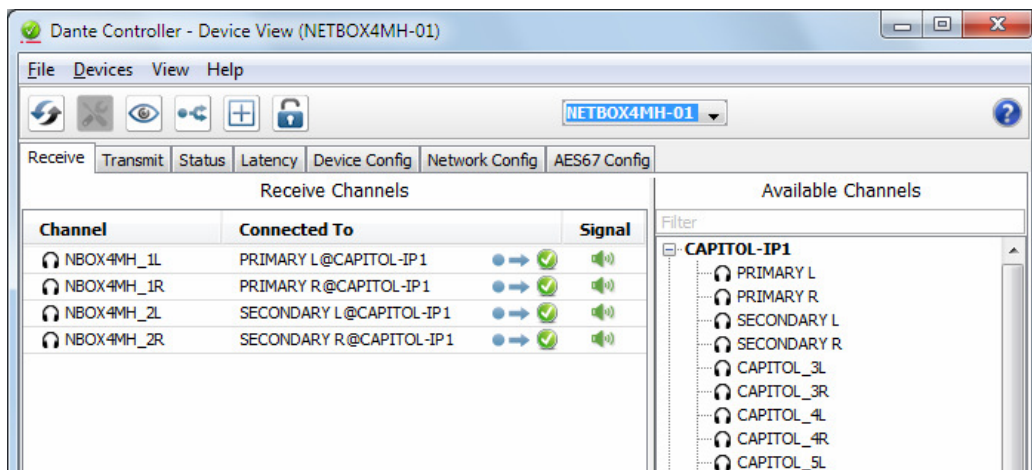 Dante Controller - Device View (NETBOX4MH-01)
File Devices View Help
NETBOX4MH-01
Receive Transmit Status Latency Device Config Network Config AES67 Config
Receive Channels
Available Channels
Channel Connected To Signal
Filter
NBOX4MH_1L PRIMARY L@CAPITOL-IP1
NBOX4MH_1R PRIMARY R@CAPITOL-IP1
NBOX4MH_2L SECONDARY L@CAPITOL-IP1
NBOX4MH_2R SECONDARY R@CAPITOL-IP1
CAPITOL-IP1
PRIMARY L
PRIMARY R
SECONDARY L
SECONDARY R
CAPITOL_3L
CAPITOL_3R
CAPITOL_4L
CAPITOL_4R
CAPITOL_5L